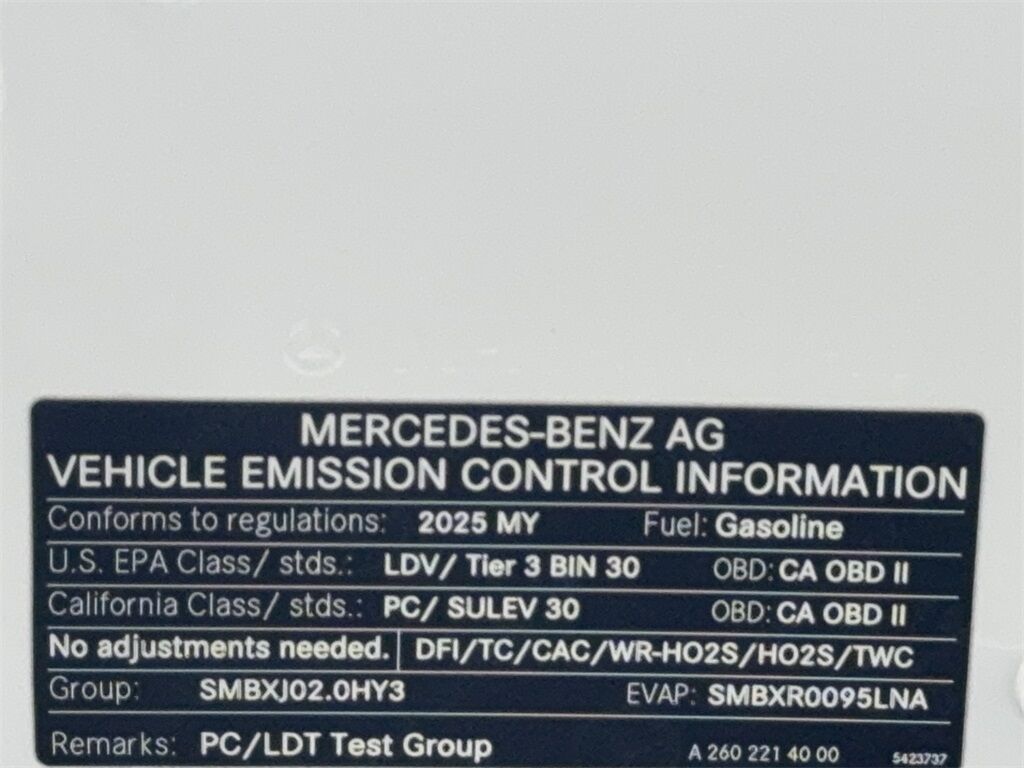 MERCEDES-BENZ AG
VEHICLE EMISSION CONTROL INFORMATION
Conforms to regulations: 2025 MY Fuel: Gasoline
U.S. EPA Class/ stds.: LDV/ Tier 3 BIN 30 OBD: CA OBD II
California Class/ stds.: PC/ SULEV 30 OBD: CA OBD II
No adjustments needed. DFI/TC/CAC/WR-HO2S/HO2S/TWC
Group: SMBXJ02.0HY3 EVAP: SMBXR0095LNA
Remarks: PC/LDT Test Group A 260 221 40 00 5423737